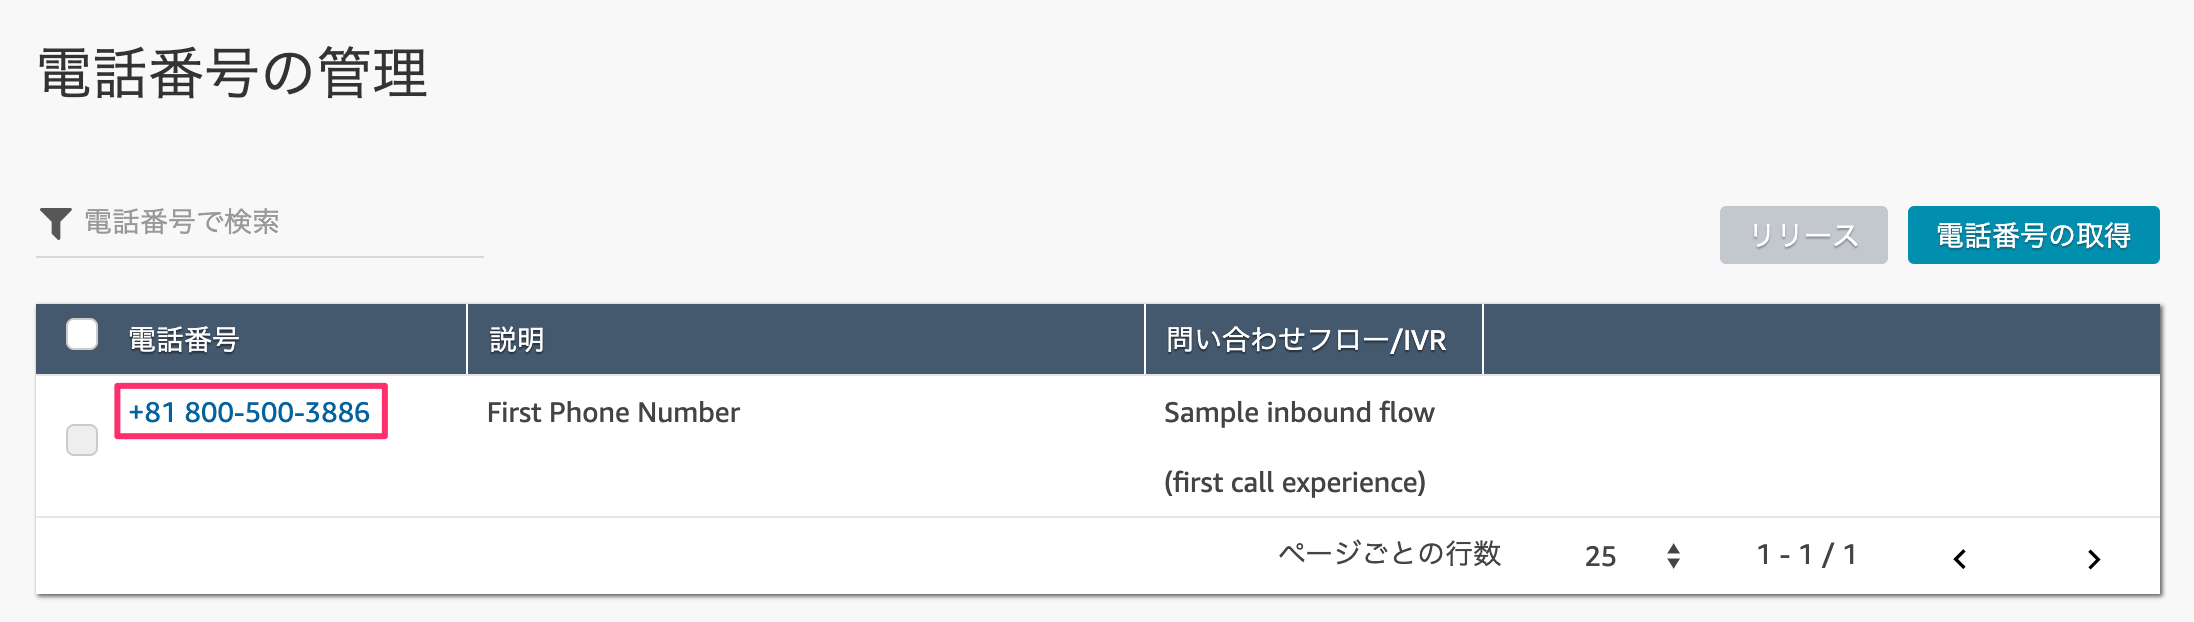 電話番号の管理
電話番号で検索
リリース
電話番号の取得
電話番号
説明
問い合わせフロー/IVR
+81 800-500-3886
First Phone Number
Sample inbound flow
(first call experience)
ページごとの行数
25
1 - 1 / 1